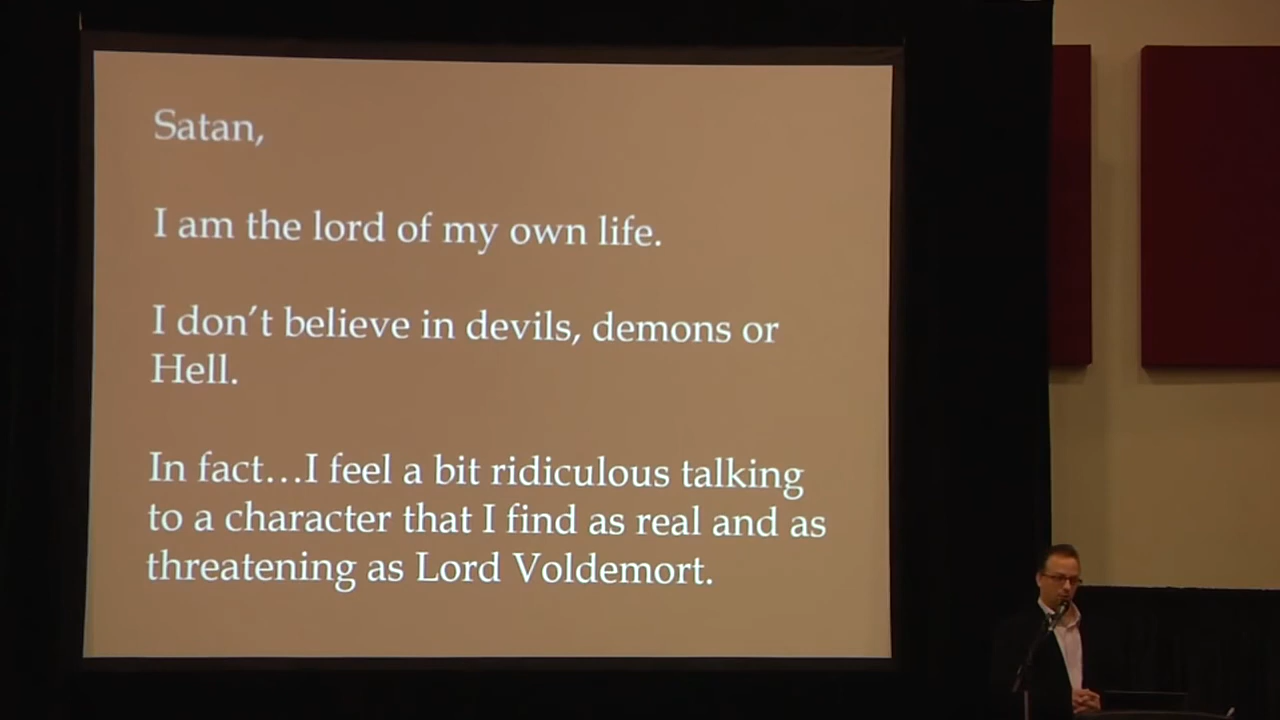 Satan,
I am the lord of my own life.
I don't believe in devils, demons or
Hell.
In fact...I feel a bit ridiculous talking
to a character that I find as real and as
threatening as Lord Voldemort.